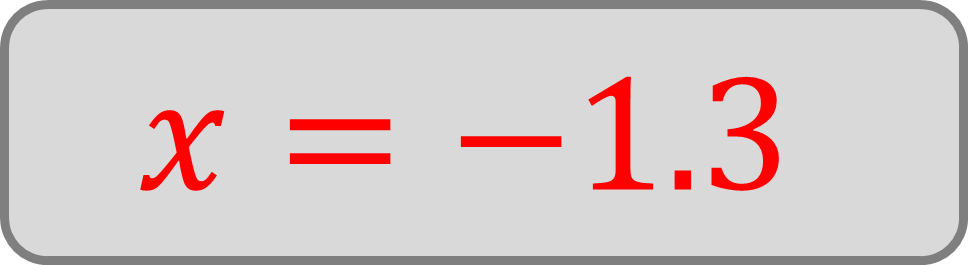 x = −1.3